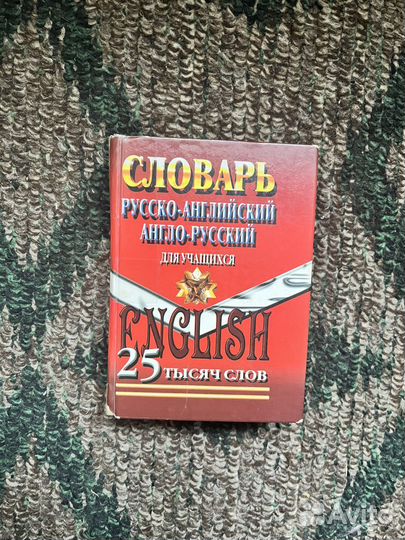 СЛОВАРЬ
РУССКО-АНГЛИЙСКИЙ
АНГЛО-РУССКИЙ
ДЛЯ УЧАЩИХСЯ
ENGLISH
25 ТЫСЯЧ СЛОВ
Avito